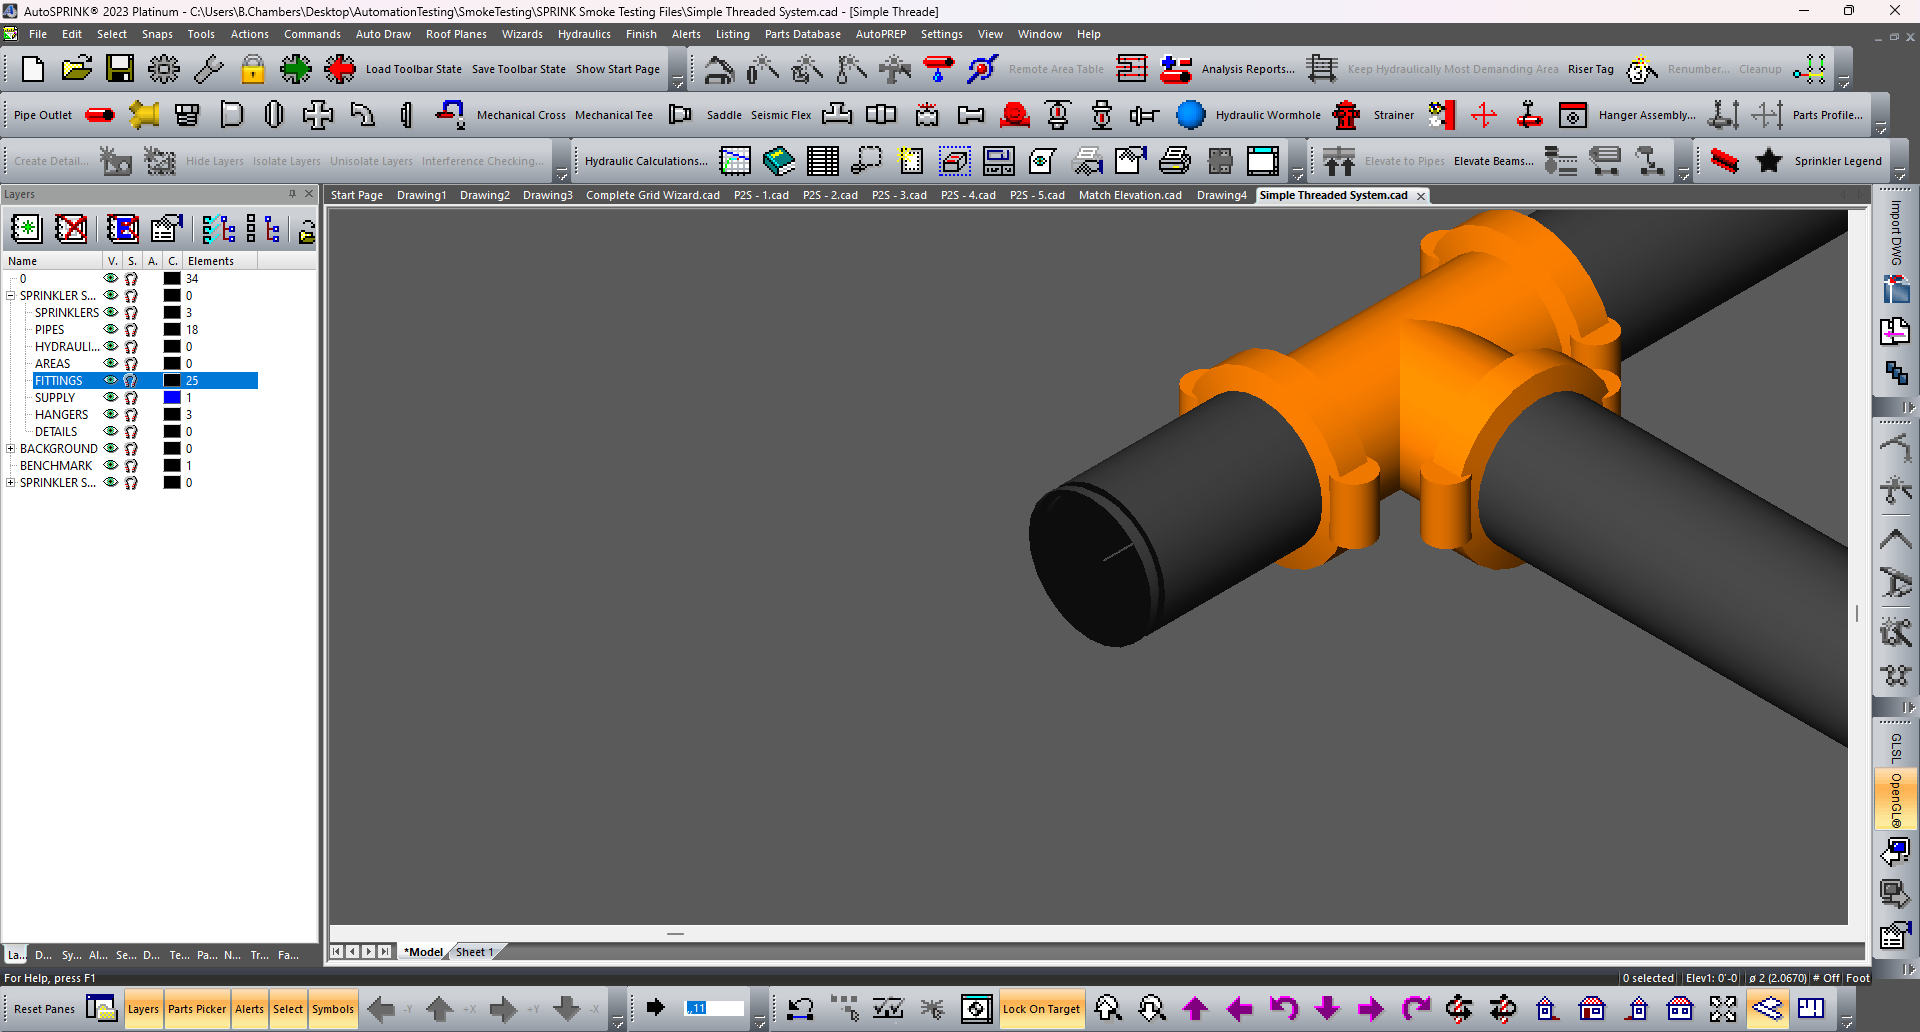 AutoSPRINK® 2023 Platinum - C:\Users\B.Chambers\Desktop\AutomationTesting\SmokeTesting\SPRINK Smoke Testing Files\Simple Threaded System.cad - [Simple Threade]
File Edit Select Snaps Tools Actions Commands Auto Draw Roof Planes Wizards Hydraulics Finish Alerts Listing Parts Database AutoPREP Settings View Window Help
Load Toolbar State Save Toolbar State Show Start Page Remote Area Table Analysis Reports... Keep Hydraulically Most Demanding Area Riser Tag Renumber... Cleanup
Pipe Outlet Mechanical Cross Mechanical Tee Saddle Seismic Flex Hydraulic Wormhole Strainer Hanger Assembly... Parts Profile...
Create Detail... Hide Layers Isolate Layers Unisolate Layers Interference Checking... Hydraulic Calculations... Elevate to Pipes Elevate Beams... Sprinkler Legend
Layers
Start Page Drawing1 Drawing2 Drawing3 Complete Grid Wizard.cad P2S - 1.cad P2S - 2.cad P2S - 3.cad P2S - 4.cad P2S - 5.cad Match Elevation.cad Drawing4 Simple Threaded System.cad
Name V. S. A. C. Elements
0 34
SPRINKLER S... 0
SPRINKLERS 3
PIPES 18
HYDRAULI... 0
AREAS 0
FITTINGS 25
SUPPLY 1
HANGERS 3
DETAILS 0
BACKGROUND 0
BENCHMARK 1
SPRINKLER S... 0
Import DWG
GLSL
OpenGL®
La... D... Sy... Al... Se... D... Te... Pa... N... Tr... Fa...
*Model Sheet 1
For Help, press F1
0 selected Elev1: 0'-0 ø 2 (2.0670) # Off Foot
Reset Panes Layers Parts Picker Alerts Select Symbols -Y +X +Y -X ,,11 Lock On Target